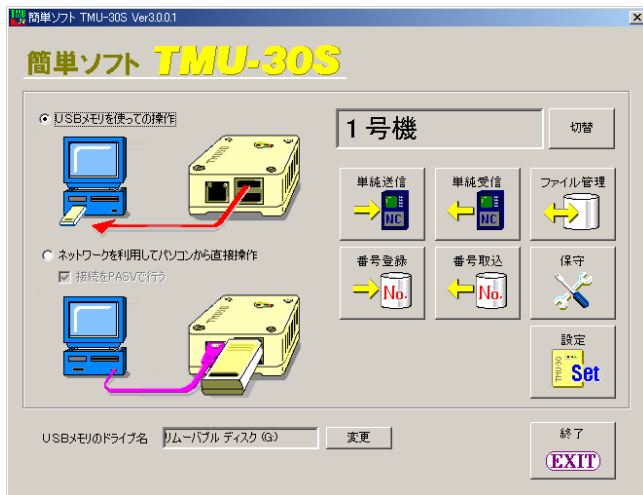 簡単ソフト TMU-30S Ver3.0.0.1
簡単ソフト TMU-30S
USBメモリを使っての操作
1号機
切替
単純送信
単純受信
ファイル管理
NC
NC
ネットワークを利用してパソコンから直接操作
接続をPASVで行う
番号登録
番号取込
保守
No.
No.
設定
TMU-30
Set
USBメモリのドライブ名
リムーバブル ディスク (G:)
変更
終了
EXIT